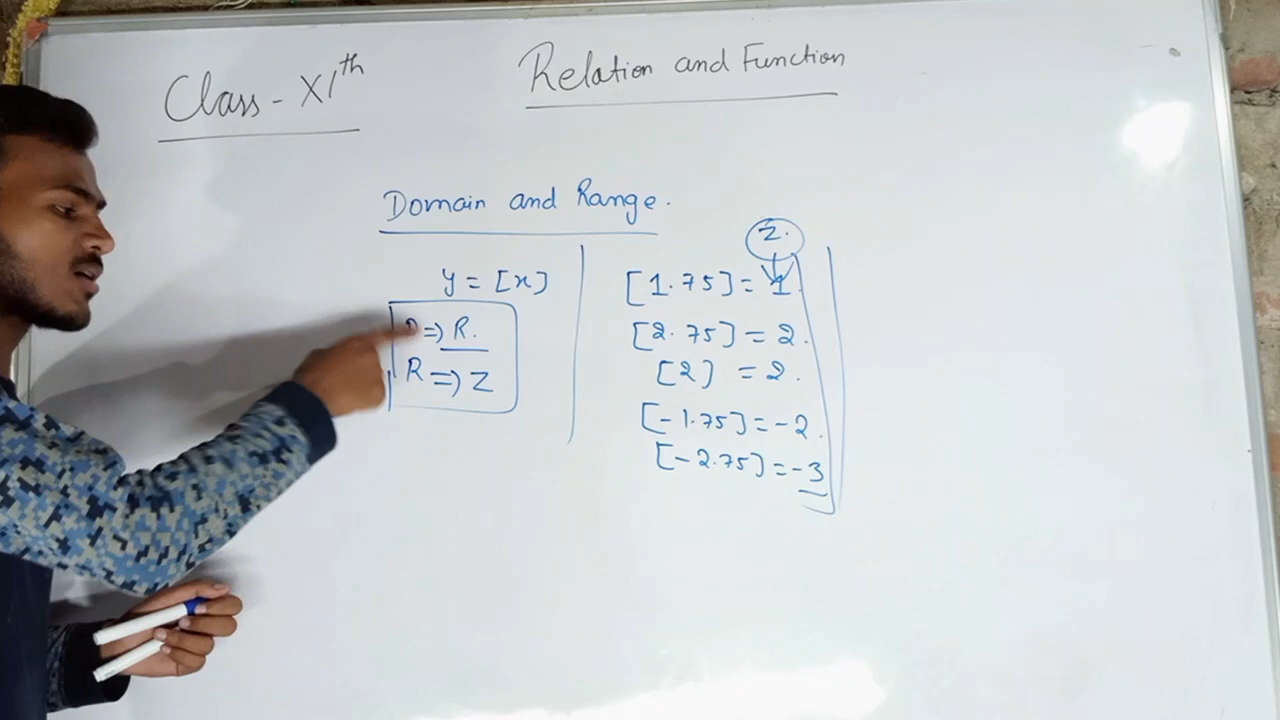 Class - XIth
Relation and Function
Domain and Range.
y = [x]
⇒ R.
R ⇒ Z
Z.
[1.75] = 1.
[2.75] = 2.
[2] = 2.
[-1.75] = -2.
[-2.75] = -3